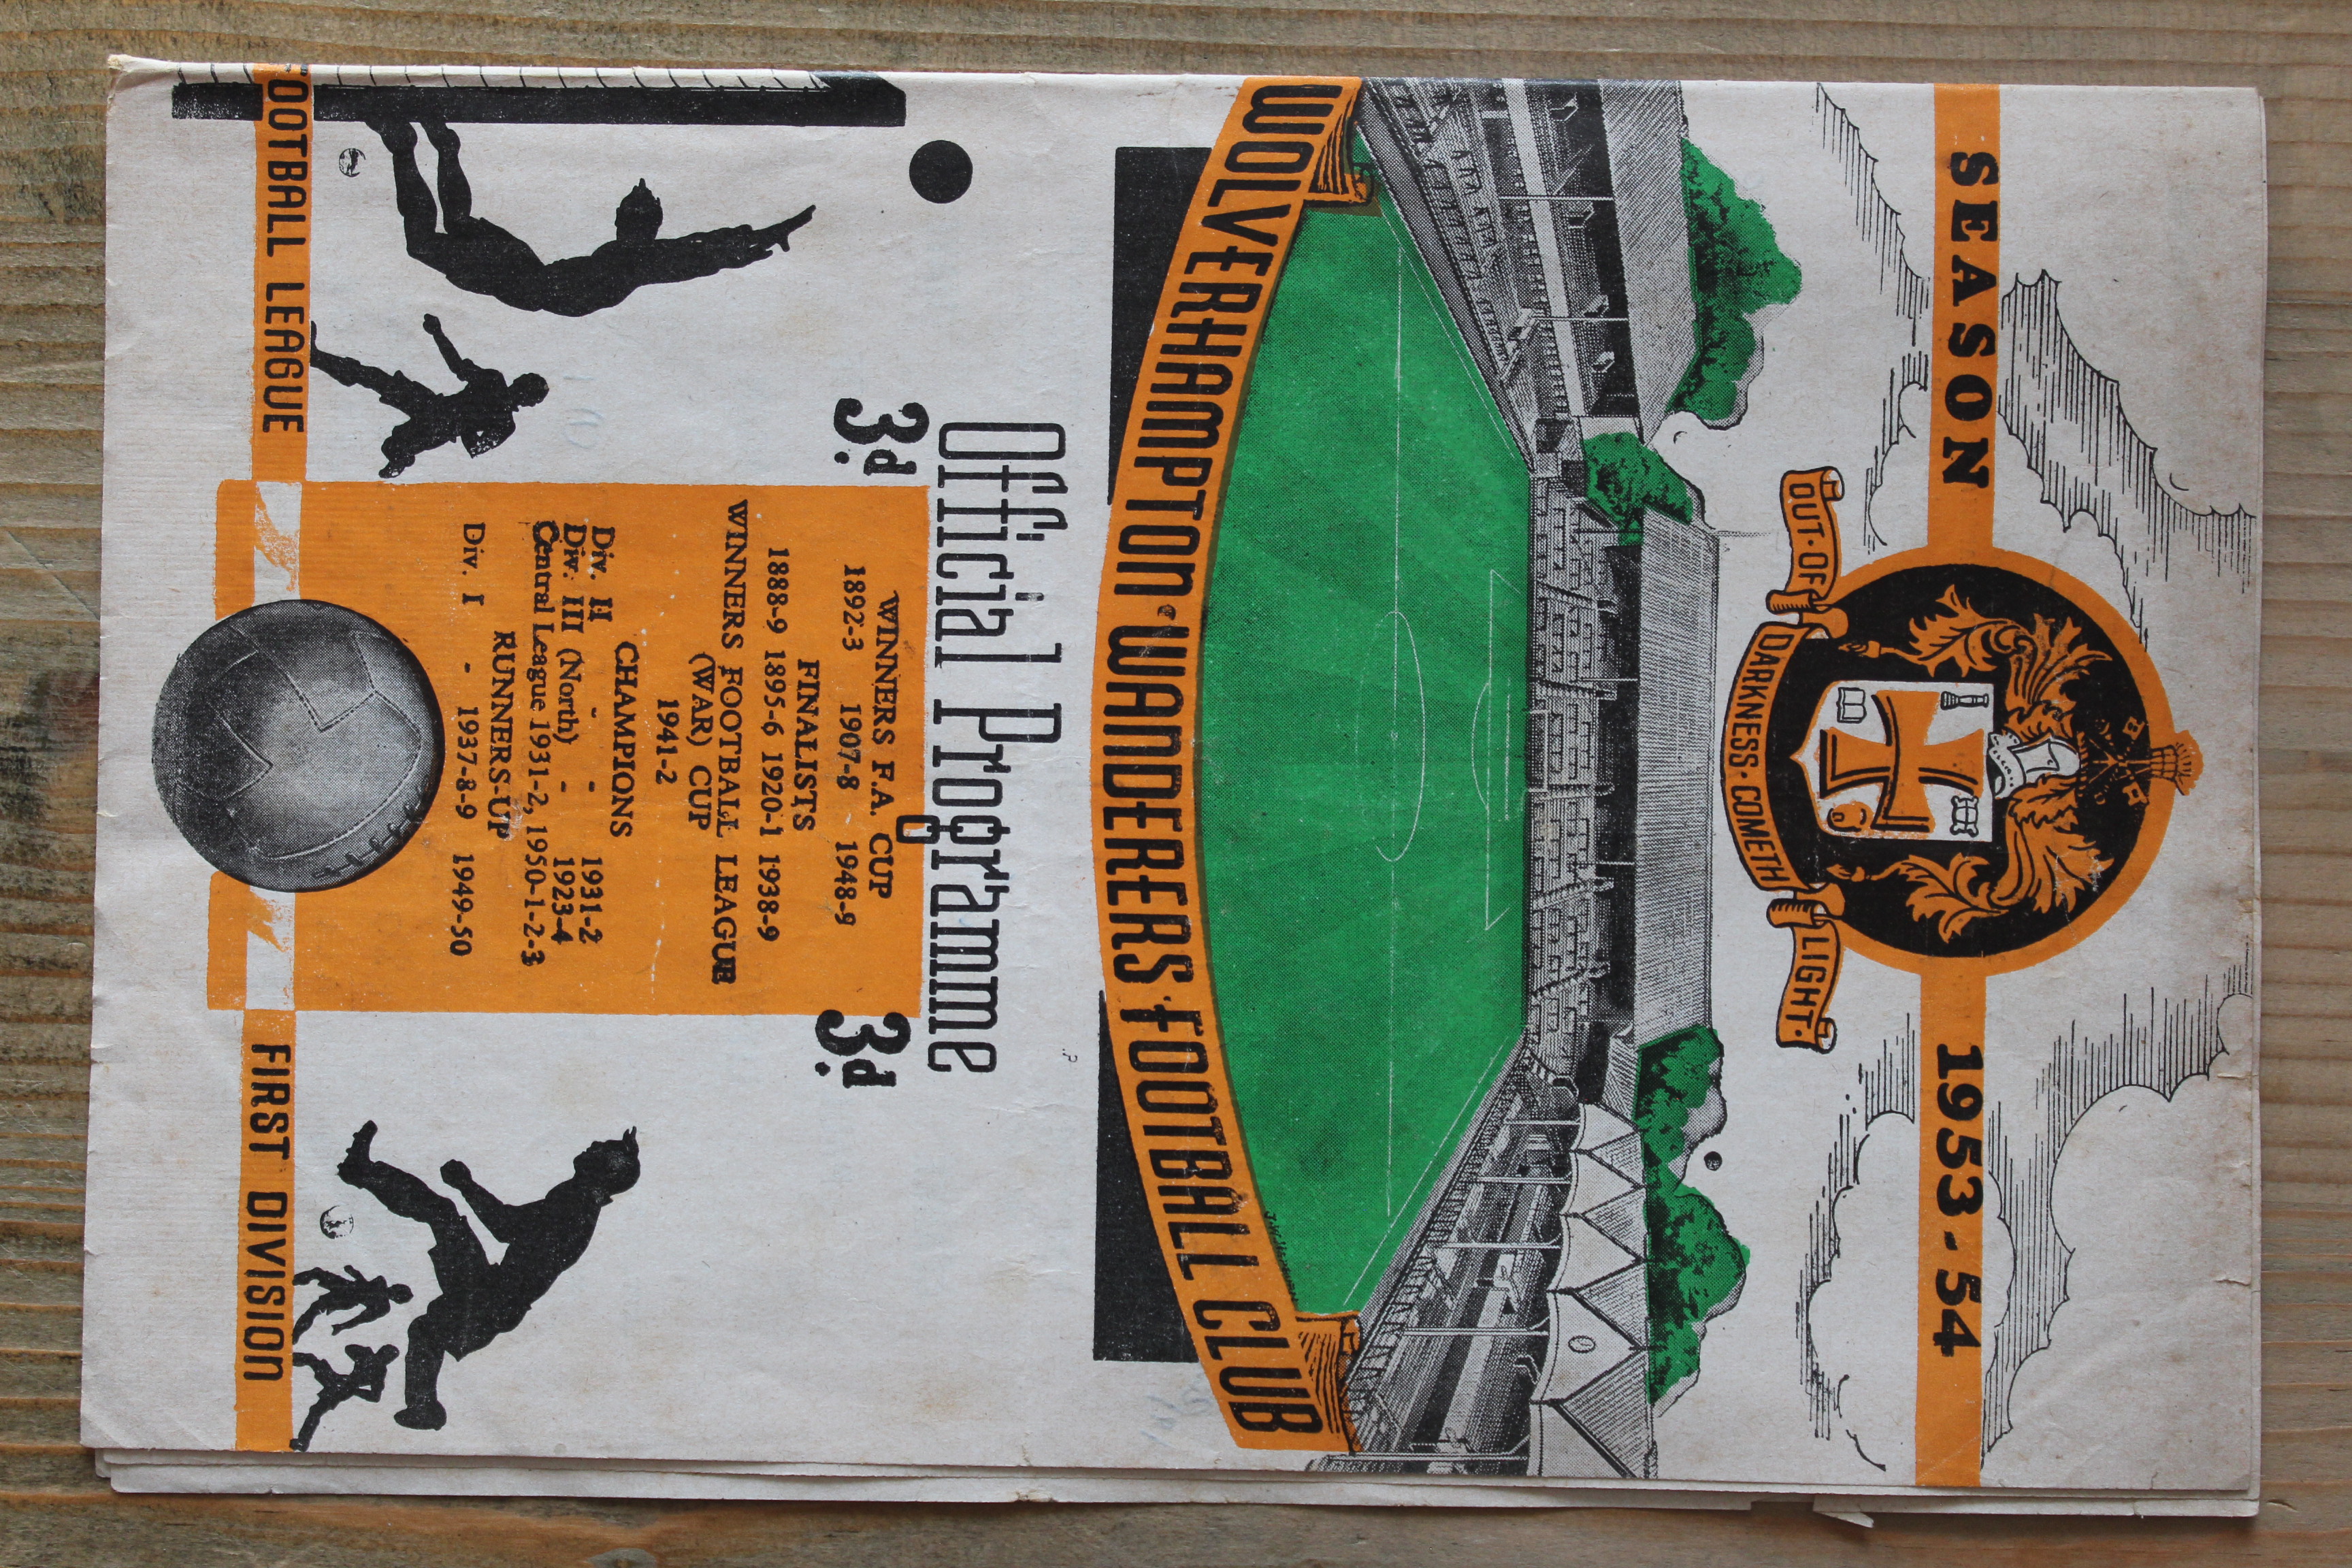 SEASON 1953-54
OUT·OF·DARKNESS·COMETH·LIGHT·
WOLVERHAMPTON·WANDERERS·FOOTBALL CLUB
Official Programme
3d. 3d.
WINNERS F.A. CUP
1892-3 1907-8 1948-9
FINALISTS
1888-9 1895-6 1920-1 1938-9
WINNERS FOOTBALL LEAGUE
(WAR) CUP
1941-2
CHAMPIONS
Div. II - - 1931-2
Div. III (North) - 1923-4
Central League 1931-2, 1950-1-2-3
RUNNERS-UP
Div. I - 1937-8-9 1949-50
FOOTBALL LEAGUE FIRST DIVISION